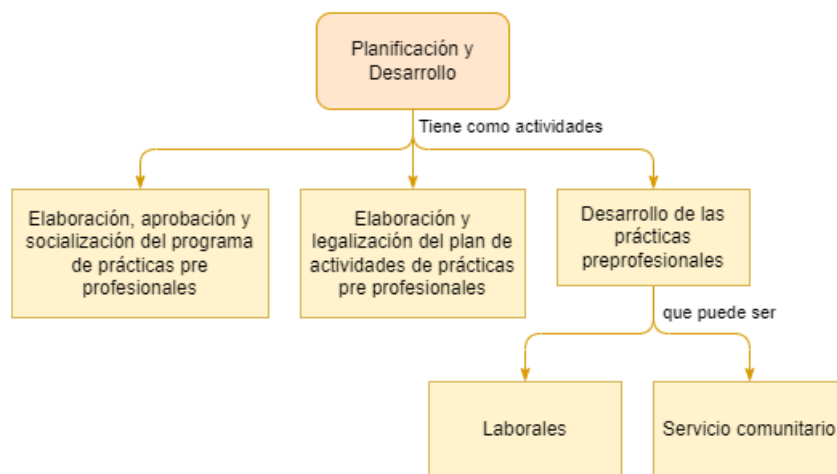 Planificación y
Desarrollo
Tiene como actividades
Elaboración, aprobación y
socialización del programa
de prácticas pre
profesionales
Elaboración y
legalización del plan de
actividades de prácticas
pre profesionales
Desarrollo de las
prácticas
preprofesionales
que puede ser
Laborales
Servicio comunitario